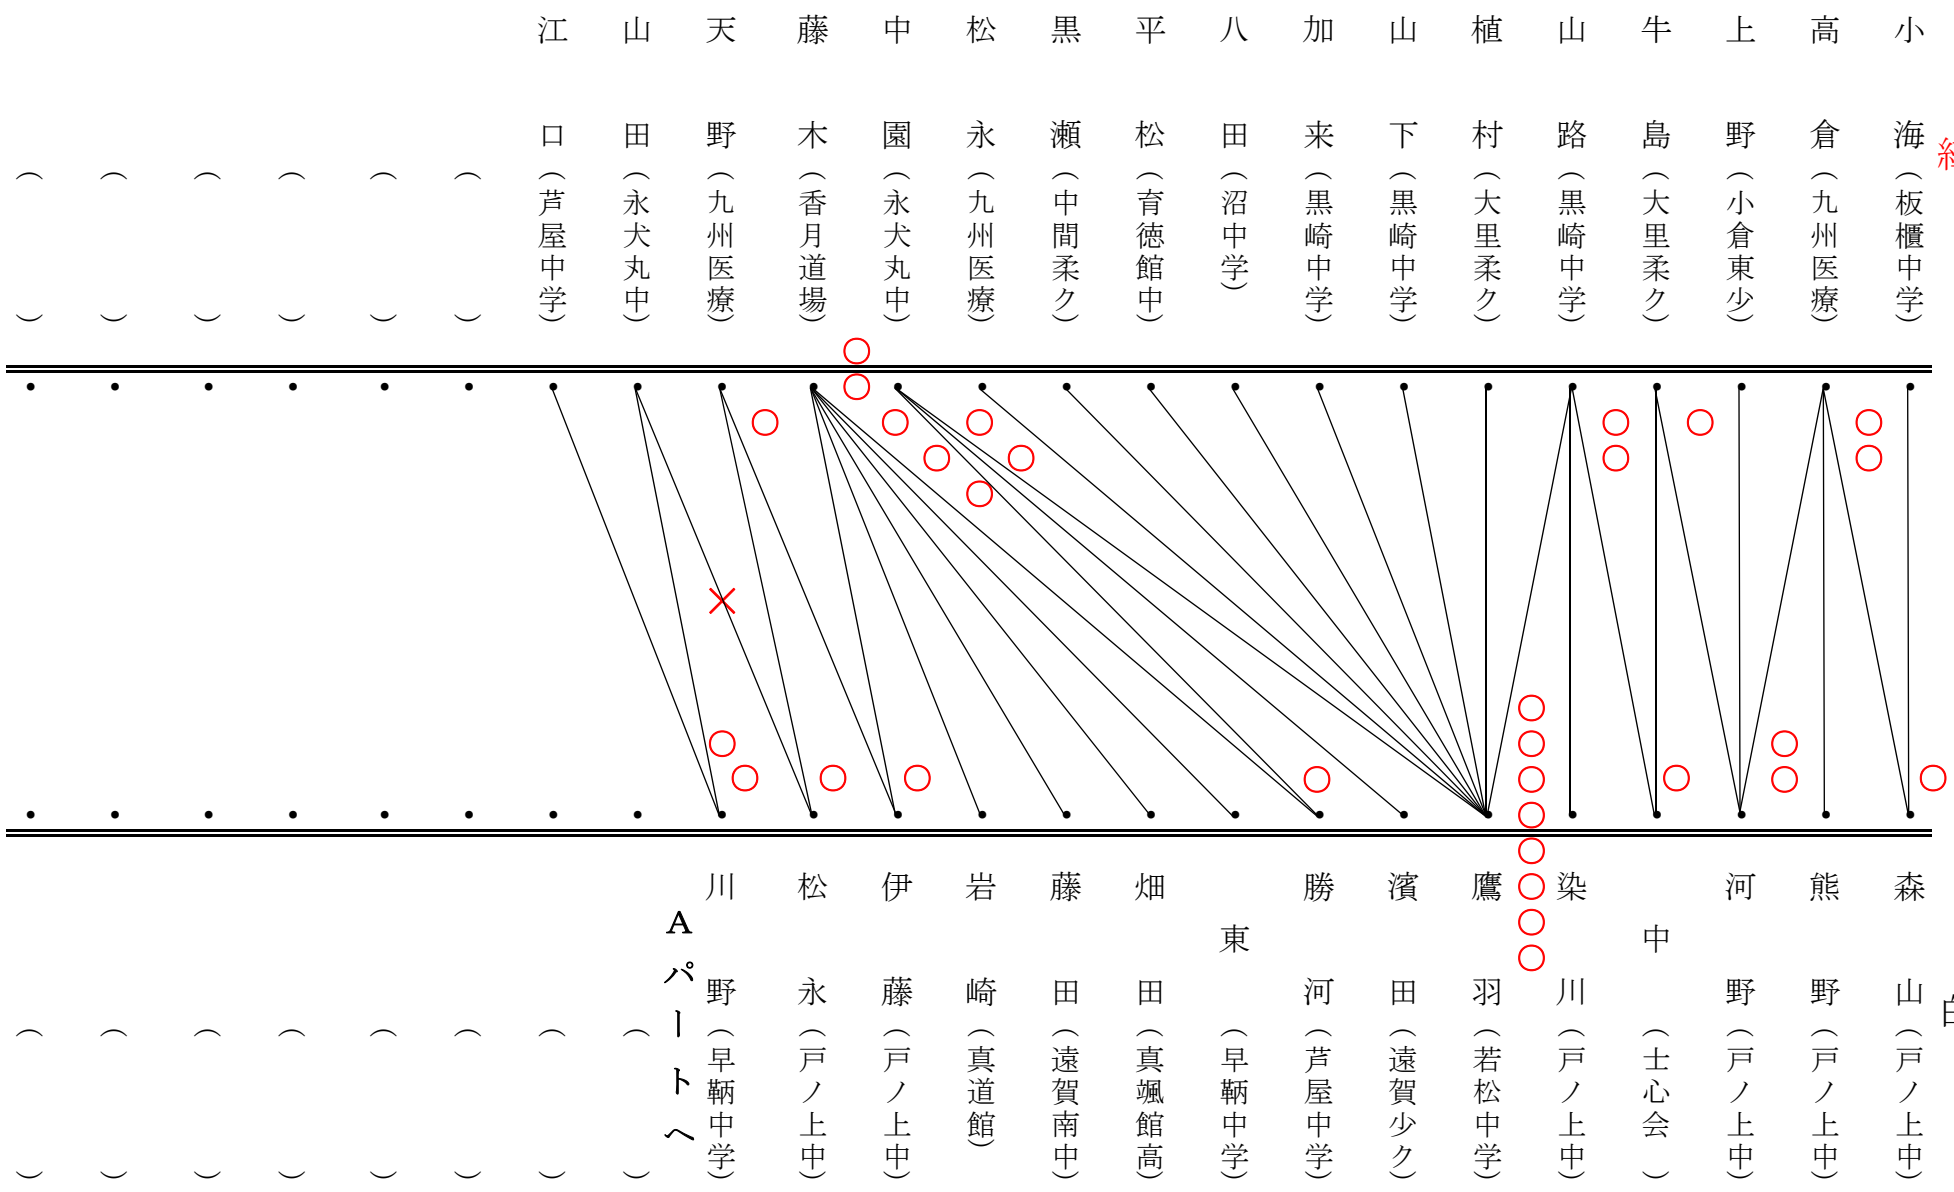 小海（板櫃中学）
高倉（九州医療）
上野（小倉東少）
牛島（大里柔ク）
山路（黒崎中学）
植村（大里柔ク）
山下（黒崎中学）
加来（黒崎中学）
八田（沼中学）
平松（育徳館中）
黒瀬（中間柔ク）
松永（九州医療）
中園（永犬丸中）
藤木（香月道場）
天野（九州医療）
山田（永犬丸中）
江口（芦屋中学）
（　）
（　）
（　）
（　）
（　）
（　）
森山（戸ノ上中）
熊野（戸ノ上中）
河野（戸ノ上中）
中（士心会　）
染川（戸ノ上中）
鷹羽（若松中学）
濱田（遠賀少ク）
勝河（芦屋中学）
東（早鞆中学）
畑田（真颯館高）
藤田（遠賀南中）
岩崎（真道館）
伊藤（戸ノ上中）
松永（戸ノ上中）
川野（早鞆中学）
Aパートへ
（　）
（　）
（　）
（　）
（　）
（　）
（　）
（　）